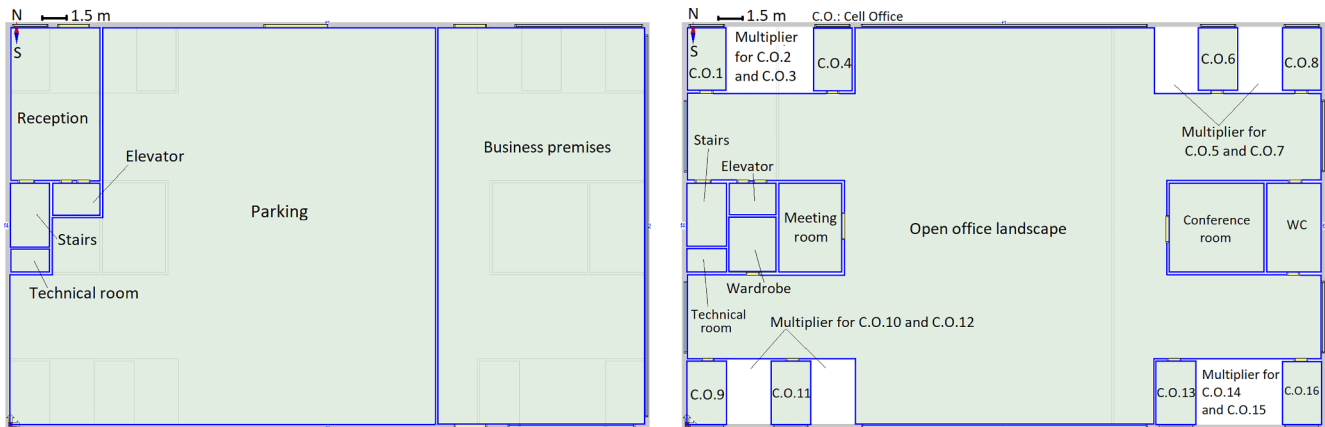 N
1.5 m
S
Reception
Elevator
Business premises
Parking
Stairs
Technical room
N
1.5 m
C.O.: Cell Office
S
Multiplier
for C.O.2
and C.O.3
C.O.1
C.O.4
C.O.6
C.O.8
Multiplier for
C.O.5 and C.O.7
Stairs
Elevator
Meeting
room
Open office landscape
Conference
room
WC
Wardrobe
Technical
room
Multiplier for C.O.10 and C.O.12
C.O.9
C.O.11
C.O.13
Multiplier for
C.O.14
and C.O.15
C.O.16